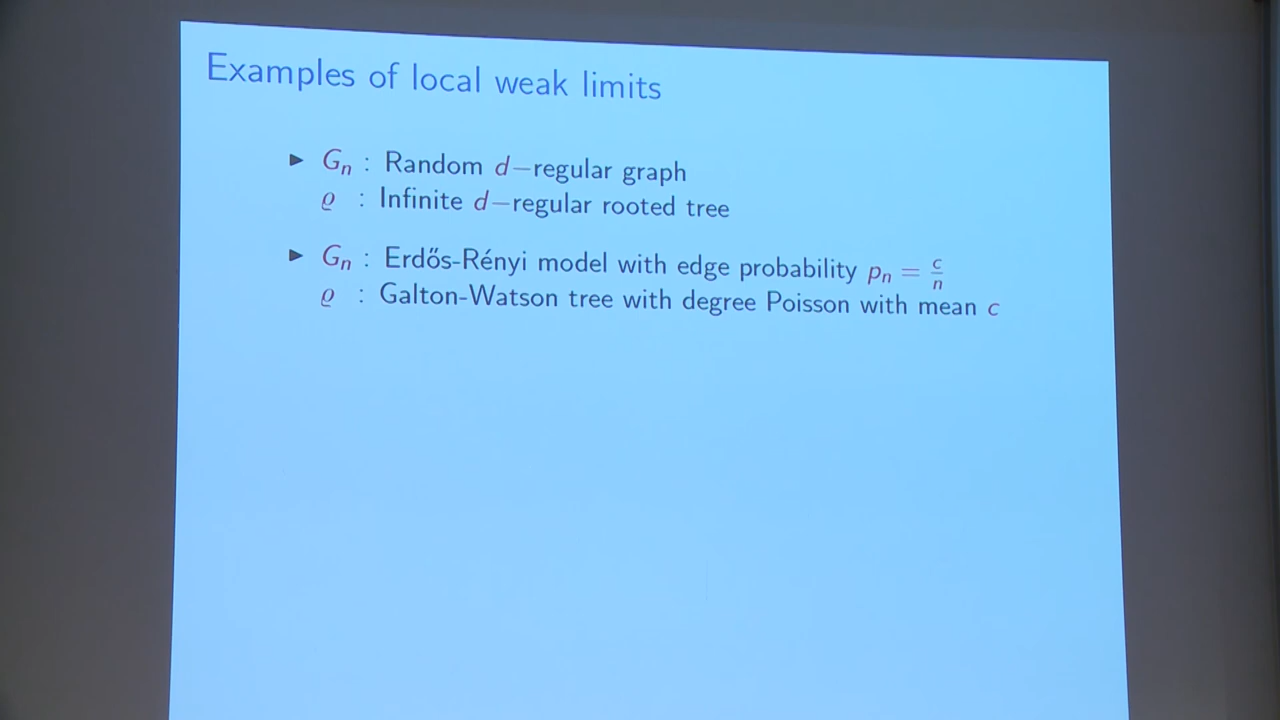 Examples of local weak limits
▶ Gₙ : Random d−regular graph
ϱ : Infinite d−regular rooted tree
▶ Gₙ : Erdős-Rényi model with edge probability pₙ = c/n
ϱ : Galton-Watson tree with degree Poisson with mean c